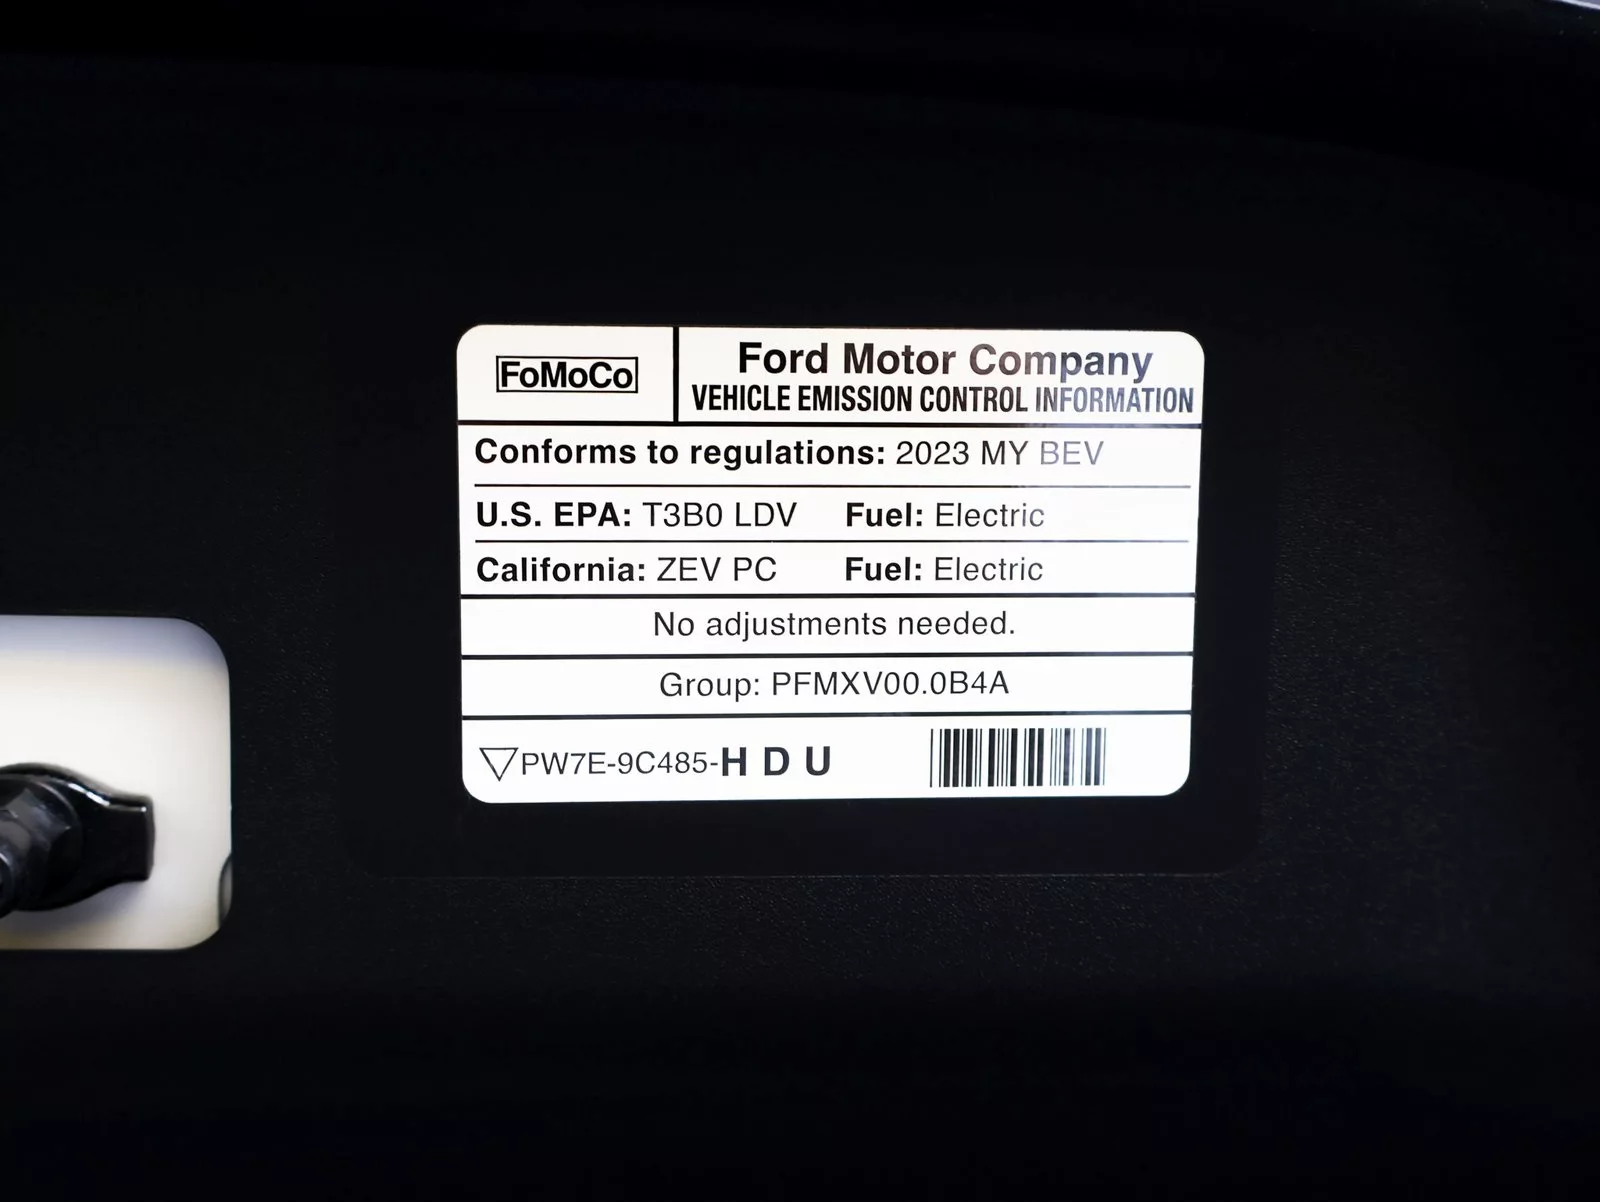 FoMoCo
Ford Motor Company
VEHICLE EMISSION CONTROL INFORMATION
Conforms to regulations: 2023 MY BEV
U.S. EPA: T3B0 LDV Fuel: Electric
California: ZEV PC Fuel: Electric
No adjustments needed.
Group: PFMXV00.0B4A
PW7E-9C485-H D U